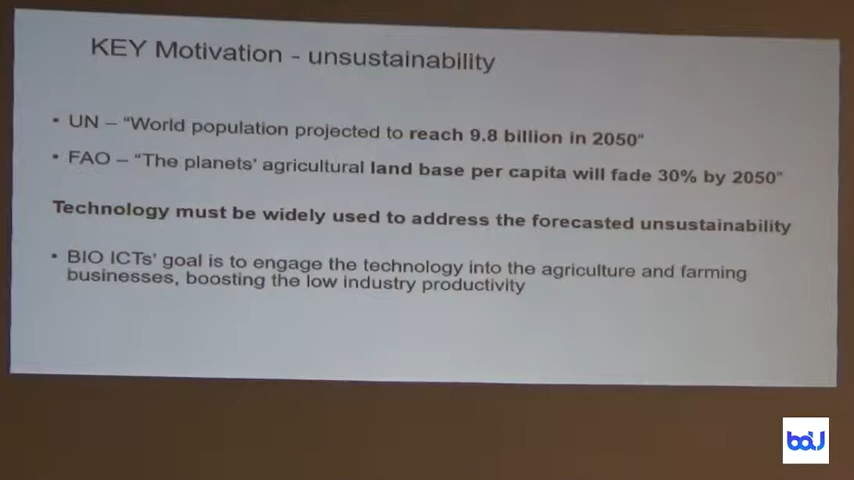 KEY Motivation - unsustainability
• UN – "World population projected to reach 9.8 billion in 2050"
• FAO – "The planets' agricultural land base per capita will fade 30% by 2050"
Technology must be widely used to address the forecasted unsustainability
• BIO ICTs' goal is to engage the technology into the agriculture and farming
businesses, boosting the low industry productivity